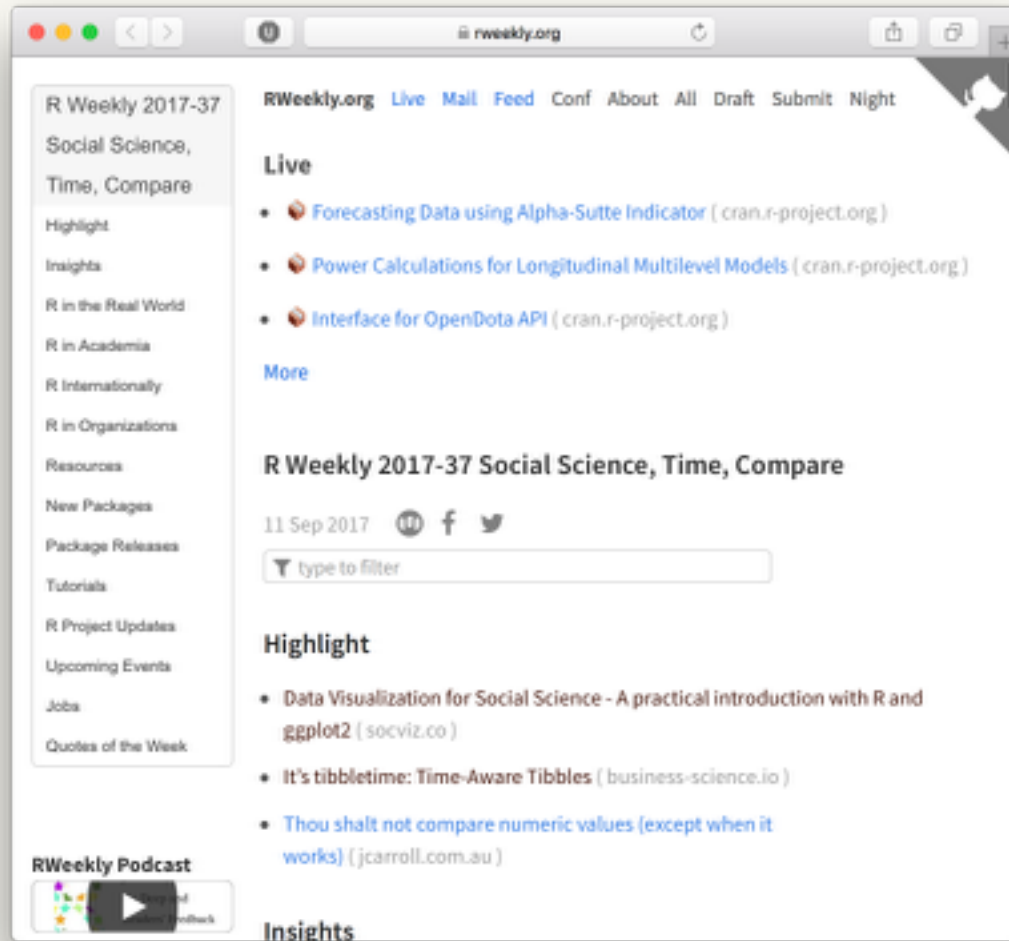 rweekly.org
R Weekly 2017-37
Social Science,
Time, Compare
Highlight
Insights
R in the Real World
R in Academia
R Internationally
R in Organizations
Resources
New Packages
Package Releases
Tutorials
R Project Updates
Upcoming Events
Jobs
Quotes of the Week
RWeekly Podcast
Feedback
RWeekly.org Live Mail Feed Conf About All Draft Submit Night
Live
Forecasting Data using Alpha-Sutte Indicator ( cran.r-project.org )
Power Calculations for Longitudinal Multilevel Models ( cran.r-project.org )
Interface for OpenDota API ( cran.r-project.org )
More
R Weekly 2017-37 Social Science, Time, Compare
11 Sep 2017
type to filter
Highlight
Data Visualization for Social Science - A practical introduction with R and
ggplot2 ( socviz.co )
It's tibbletime: Time-Aware Tibbles ( business-science.io )
Thou shalt not compare numeric values (except when it
works) ( jcarroll.com.au )
Insights